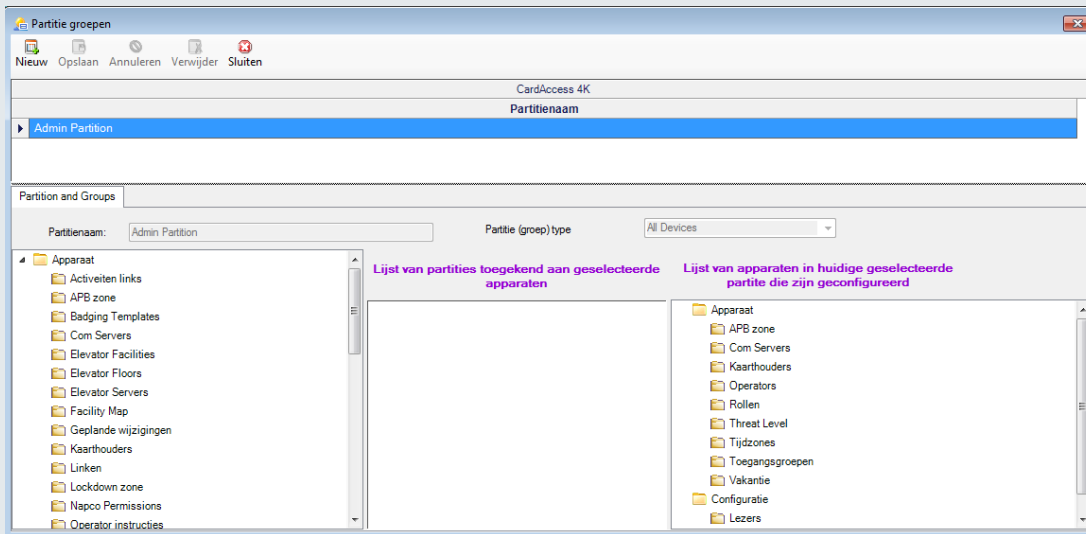 Partitie groepen
Nieuw Opslaan Annuleren Verwijder Sluiten
CardAccess 4K
Partitienaam
Admin Partition
Partition and Groups
Partitienaam: Admin Partition Partitie (groep) type All Devices
Apparaat
Activeiten links
APB zone
Badging Templates
Com Servers
Elevator Facilities
Elevator Floors
Elevator Servers
Facility Map
Geplande wijzigingen
Kaarthouders
Linken
Lockdown zone
Napco Permissions
Operator instructies
Lijst van partities toegekend aan geselecteerde
apparaten
Lijst van apparaten in huidige geselecteerde
partite die zijn geconfigureerd
Apparaat
APB zone
Com Servers
Kaarthouders
Operators
Rollen
Threat Level
Tijdzones
Toegangsgroepen
Vakantie
Configuratie
Lezers